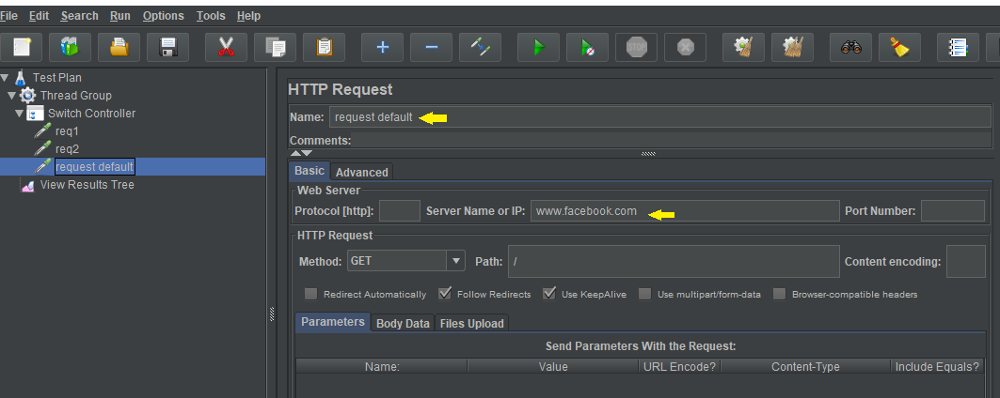 File Edit Search Run Options Tools Help
STOP
Test Plan
Thread Group
Switch Controller
req1
req2
request default
View Results Tree
HTTP Request
Name: request default
Comments:
Basic Advanced
Web Server
Protocol [http]: Server Name or IP: www.facebook.com Port Number:
HTTP Request
Method: GET Path: / Content encoding:
Redirect Automatically Follow Redirects Use KeepAlive Use multipart/form-data Browser-compatible headers
Parameters Body Data Files Upload
Send Parameters With the Request:
Name: Value URL Encode? Content-Type Include Equals?